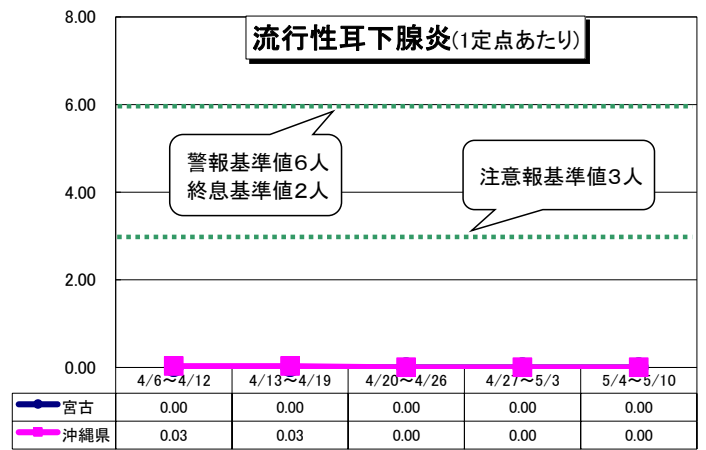 流行性耳下腺炎(1定点あたり)
8.00
6.00
警報基準値6人
終息基準値2人
注意報基準値3人
4.00
2.00
0.00
4/6～4/12 4/13～4/19 4/20～4/26 4/27～5/3 5/4～5/10
宮古 0.00 0.00 0.00 0.00 0.00
沖縄県 0.03 0.03 0.00 0.00 0.00